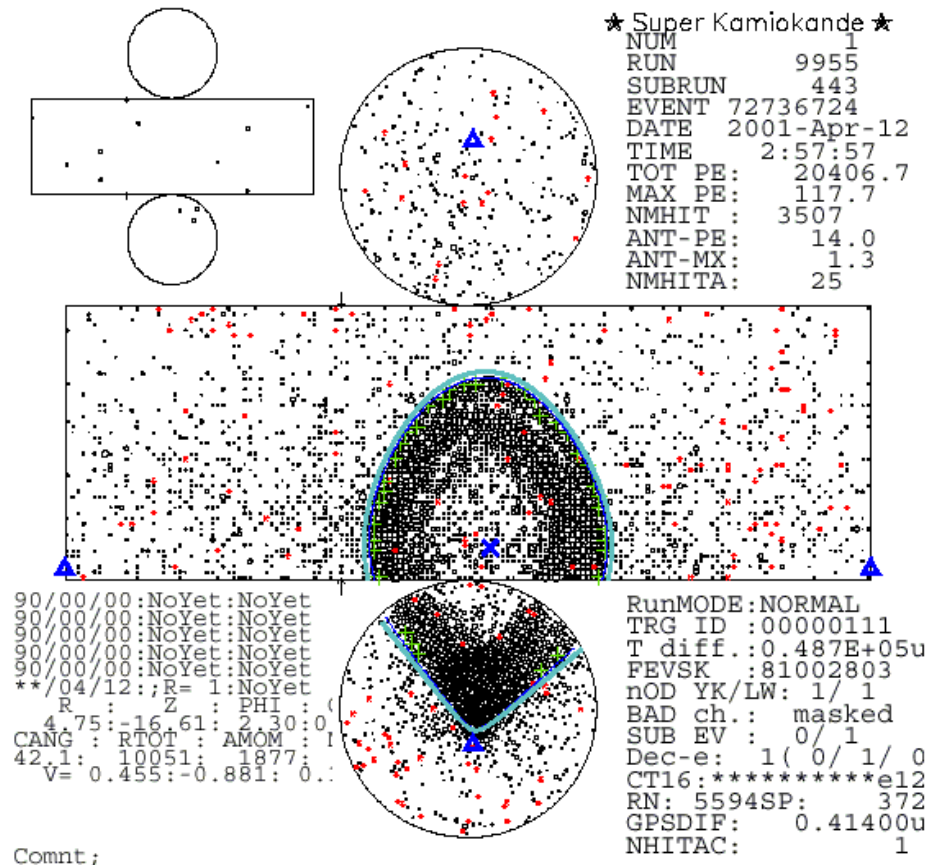 ★ Super Kamiokande ★
NUM 1
RUN 9955
SUBRUN 443
EVENT 72736724
DATE 2001-Apr-12
TIME 2:57:57
TOT PE: 20406.7
MAX PE: 117.7
NMHIT : 3507
ANT-PE: 14.0
ANT-MX: 1.3
NMHITA: 25
90/00/00:NoYet:NoYet
90/00/00:NoYet:NoYet
90/00/00:NoYet:NoYet
90/00/00:NoYet:NoYet
90/00/00:NoYet:NoYet
**/04/12:;R= 1:NoYet
R : Z : PHI :
4.75:-16.61: 2.30:0
CANG : RTOT : AMOM :
42.1: 10051: 1877:
V= 0.455:-0.881: 0.
Comnt;
RunMODE:NORMAL
TRG ID :00000111
T diff.:0.487E+05u
FEVSK :81002803
nOD YK/LW: 1/ 1
BAD ch.: masked
SUB EV : 0/ 1
Dec-e: 1( 0/ 1/ 0
CT16:**********e12
RN: 5594SP: 372
GPSDIF: 0.41400u
NHITAC: 1